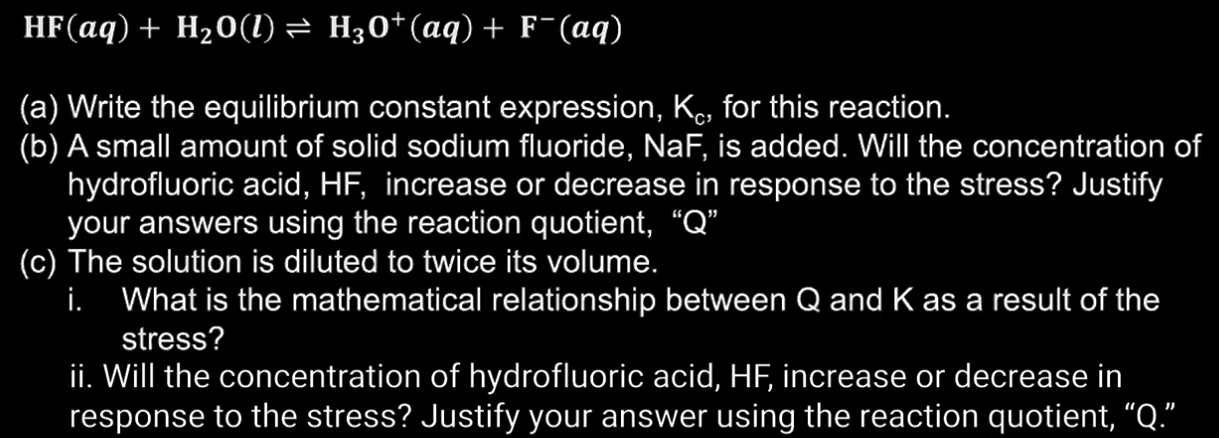 HF(aq) + H₂O(l) ⇌ H₃O⁺(aq) + F⁻(aq)
(a) Write the equilibrium constant expression, K꜀, for this reaction.
(b) A small amount of solid sodium fluoride, NaF, is added. Will the concentration of
hydrofluoric acid, HF, increase or decrease in response to the stress? Justify
your answers using the reaction quotient, “Q”
(c) The solution is diluted to twice its volume.
i. What is the mathematical relationship between Q and K as a result of the
stress?
ii. Will the concentration of hydrofluoric acid, HF, increase or decrease in
response to the stress? Justify your answer using the reaction quotient, “Q.”